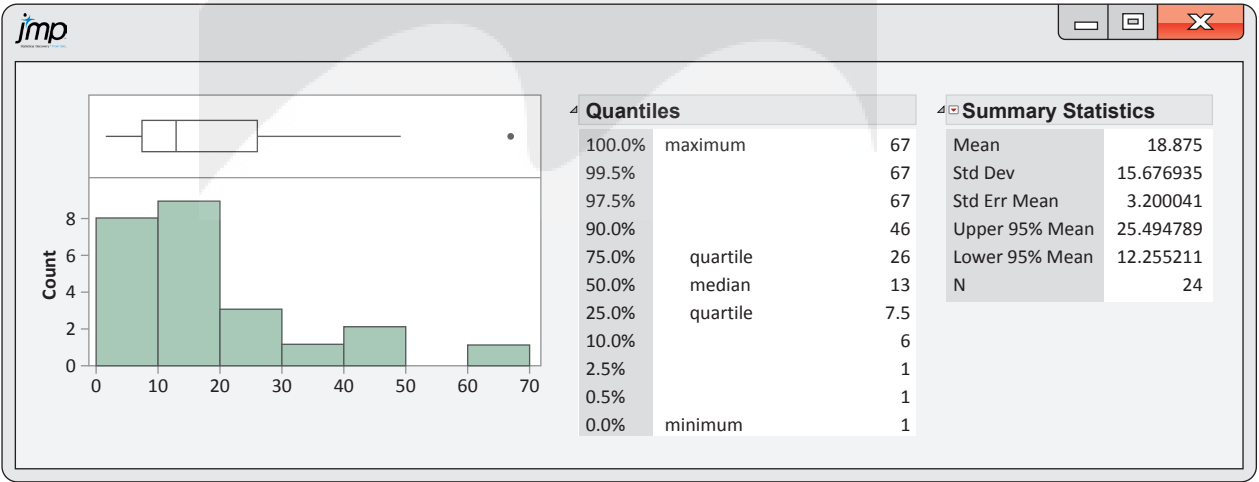 jmp
Quantiles
100.0% maximum 67
99.5% 67
97.5% 67
90.0% 46
75.0% quartile 26
50.0% median 13
25.0% quartile 7.5
10.0% 6
2.5% 1
0.5% 1
0.0% minimum 1
Summary Statistics
Mean 18.875
Std Dev 15.676935
Std Err Mean 3.200041
Upper 95% Mean 25.494789
Lower 95% Mean 12.255211
N 24
Count
8
6
4
2
0
0 10 20 30 40 50 60 70